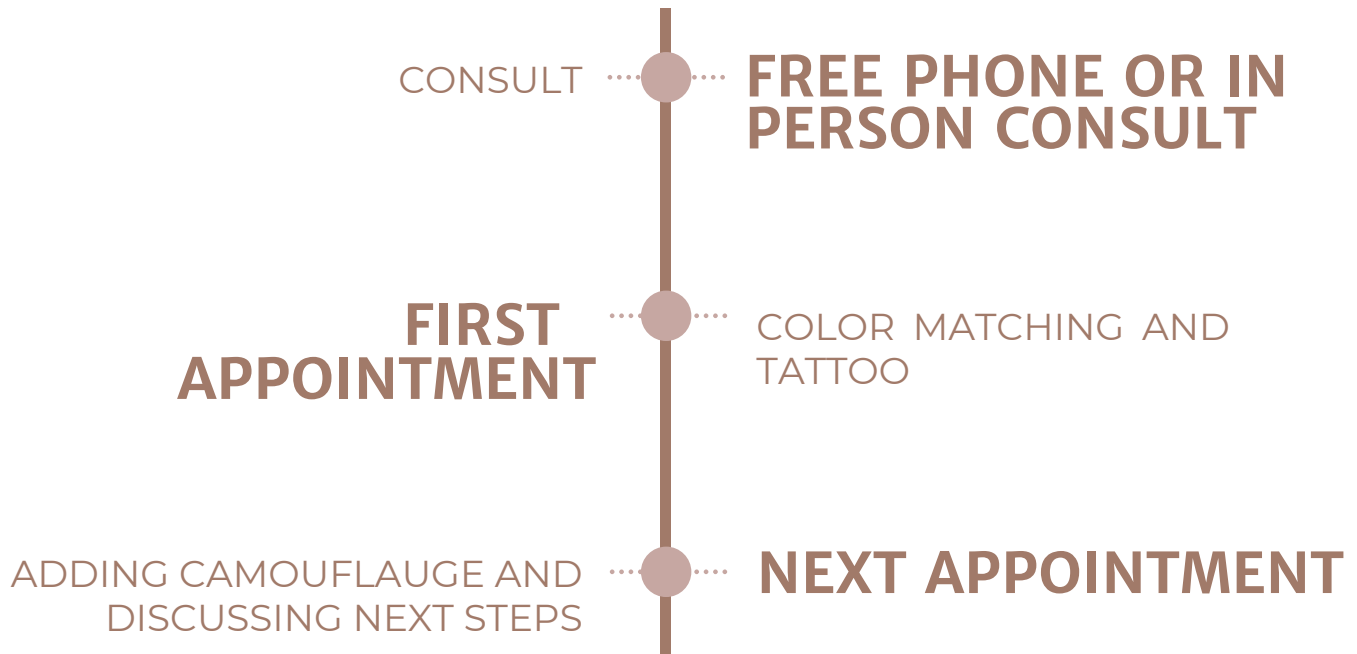 CONSULT
FREE PHONE OR IN
PERSON CONSULT
FIRST
APPOINTMENT
COLOR MATCHING AND
TATTOO
ADDING CAMOUFLAUGE AND
DISCUSSING NEXT STEPS
NEXT APPOINTMENT